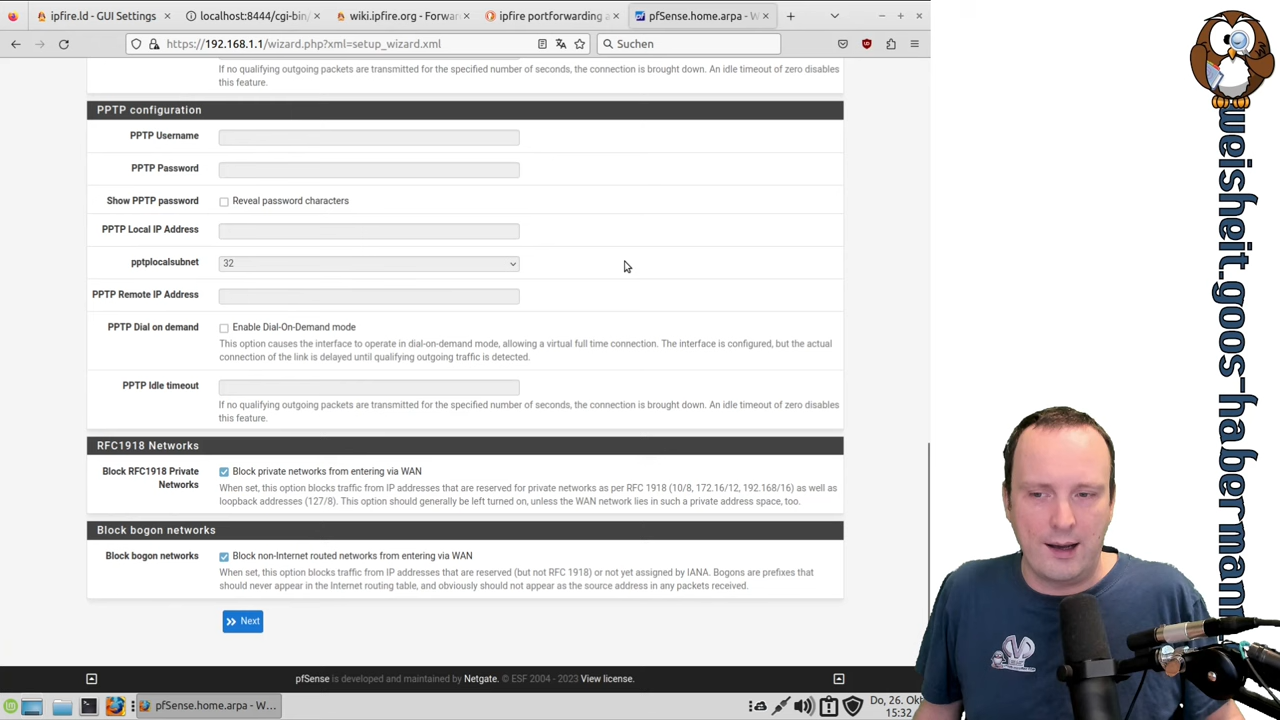 ipfire.ld - GUI Settings
localhost:8444/cgi-bin/
wiki.ipfire.org - Forwar
ipfire portforwarding a
pfSense.home.arpa - W
https://192.168.1.1/wizard.php?xml=setup_wizard.xml
Suchen
If no qualifying outgoing packets are transmitted for the specified number of seconds, the connection is brought down. An idle timeout of zero disables
this feature.
PPTP configuration
PPTP Username
PPTP Password
Show PPTP password
Reveal password characters
PPTP Local IP Address
pptplocalsubnet
32
PPTP Remote IP Address
PPTP Dial on demand
Enable Dial-On-Demand mode
This option causes the interface to operate in dial-on-demand mode, allowing a virtual full time connection. The interface is configured, but the actual
connection of the link is delayed until qualifying outgoing traffic is detected.
PPTP Idle timeout
If no qualifying outgoing packets are transmitted for the specified number of seconds, the connection is brought down. An idle timeout of zero disables
this feature.
RFC1918 Networks
Block RFC1918 Private
Networks
Block private networks from entering via WAN
When set, this option blocks traffic from IP addresses that are reserved for private networks as per RFC 1918 (10/8, 172.16/12, 192.168/16) as well as
loopback addresses (127/8). This option should generally be left turned on, unless the WAN network lies in such a private address space, too.
Block bogon networks
Block bogon networks
Block non-Internet routed networks from entering via WAN
When set, this option blocks traffic from IP addresses that are reserved (but not RFC 1918) or not yet assigned by IANA. Bogons are prefixes that
should never appear in the Internet routing table, and obviously should not appear as the source address in any packets received.
Next
pfSense is developed and maintained by Netgate. © ESF 2004 - 2023 View license.
pfSense.home.arpa - W...
Do, 26. Okt
15:32
weisheit.goos-habermann